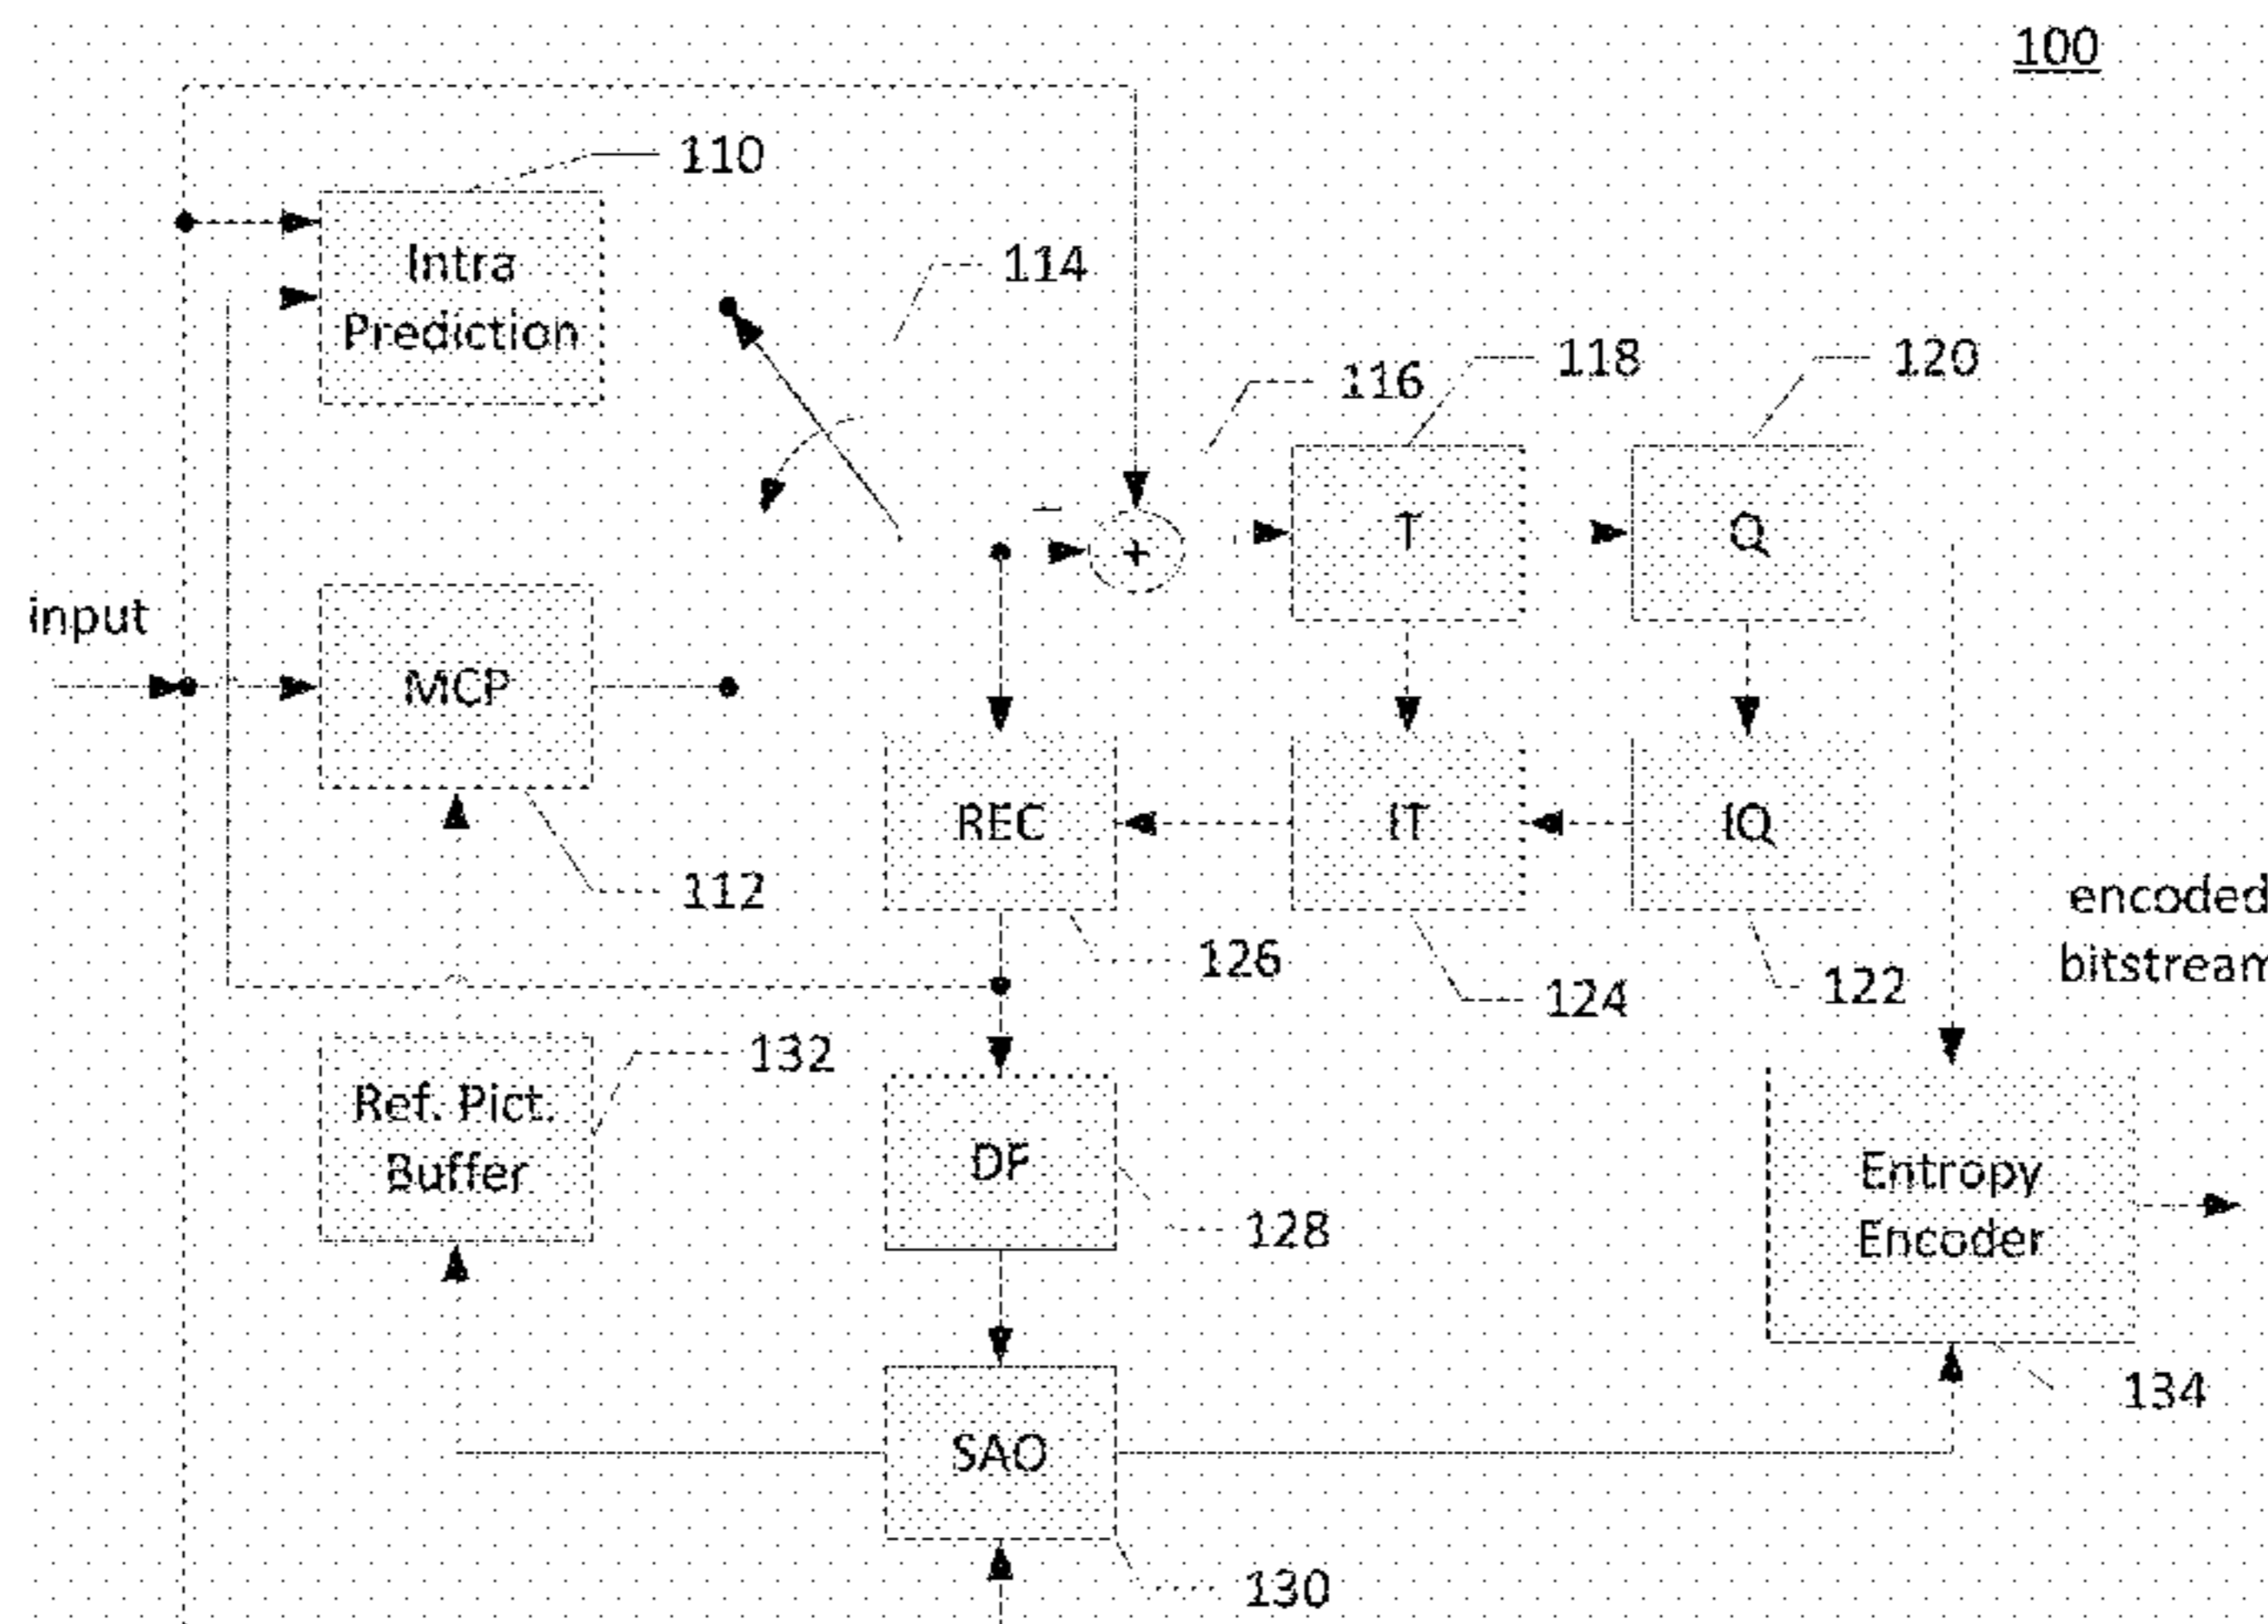 100
110
Intra
Prediction
114
116
118
120
−
+
T
Q
input
MCP
REC
IT
IQ
112
126
124
122
encoded
bitstream
132
Ref. Pict.
Buffer
DF
128
Entropy
Encoder
134
SAO
130